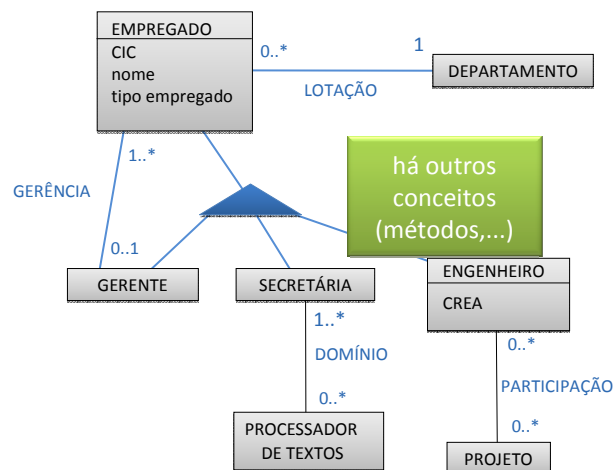 EMPREGADO
CIC
nome
tipo empregado
0..*
1
LOTAÇÃO
DEPARTAMENTO
1..*
GERÊNCIA
0..1
há outros
conceitos
(métodos,...)
GERENTE
SECRETÁRIA
ENGENHEIRO
CREA
1..*
DOMÍNIO
0..*
0..*
PARTICIPAÇÃO
0..*
PROCESSADOR
DE TEXTOS
PROJETO